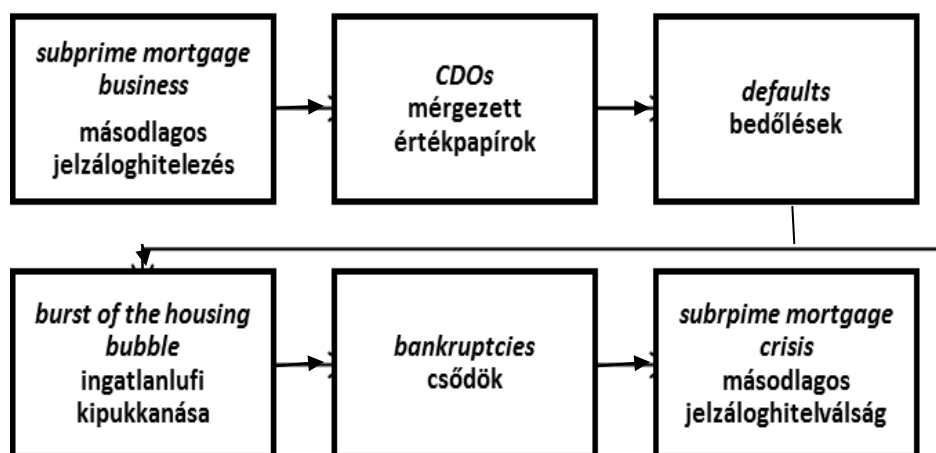 subprime mortgage
business
másodlagos
jelzáloghitelezés
CDOs
mérgezett
értékpapírok
defaults
bedőlések
burst of the housing
bubble
ingatlanlufi
kipukkanása
bankruptcies
csődök
subrpime mortgage
crisis
másodlagos
jelzáloghitelválság